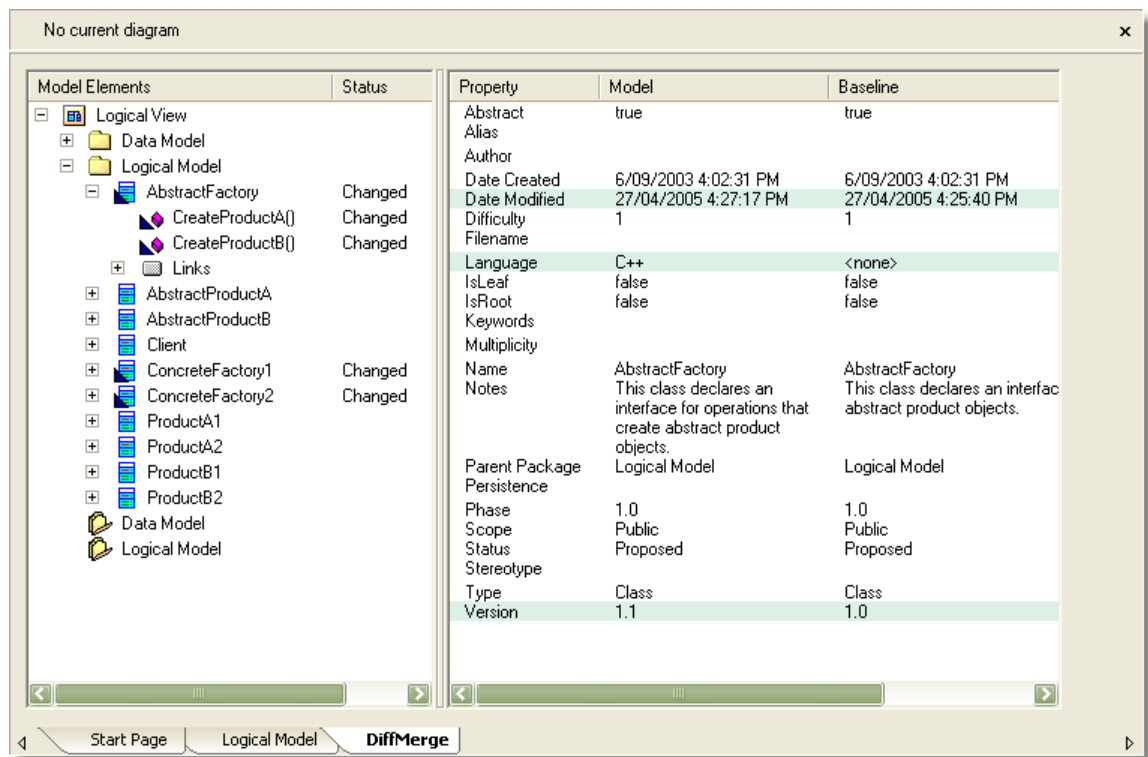 No current diagram
Model Elements Status
Logical View
Data Model
Logical Model
AbstractFactory Changed
CreateProductA() Changed
CreateProductB() Changed
Links
AbstractProductA
AbstractProductB
Client
ConcreteFactory1 Changed
ConcreteFactory2 Changed
ProductA1
ProductA2
ProductB1
ProductB2
Data Model
Logical Model
Property Model Baseline
Abstract true true
Alias
Author
Date Created 6/09/2003 4:02:31 PM 6/09/2003 4:02:31 PM
Date Modified 27/04/2005 4:27:17 PM 27/04/2005 4:25:40 PM
Difficulty 1 1
Filename
Language C++ <none>
IsLeaf false false
IsRoot false false
Keywords
Multiplicity
Name AbstractFactory AbstractFactory
Notes This class declares an This class declares an interfac
interface for operations that abstract product objects.
create abstract product
objects.
Parent Package Logical Model Logical Model
Persistence
Phase 1.0 1.0
Scope Public Public
Status Proposed Proposed
Stereotype
Type Class Class
Version 1.1 1.0
Start Page Logical Model DiffMerge